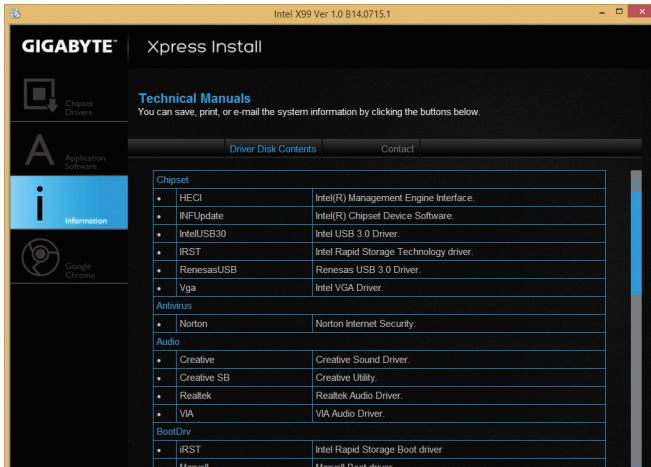 Intel X99 Ver 1.0 B14.0715.1
GIGABYTE™
Xpress Install
Chipset
Drivers
Application
Software
Information
Google
Chrome
Technical Manuals
You can save, print, or e-mail the system information by clicking the buttons below.
Driver Disk Contents Contact
Chipset
• HECI Intel(R) Management Engine Interface.
• INFUpdate Intel(R) Chipset Device Software.
• IntelUSB30 Intel USB 3.0 Driver.
• IRST Intel Rapid Storage Technology driver.
• RenesasUSB Renesas USB 3.0 Driver.
• Vga Intel VGA Driver.
Antivirus
• Norton Norton Internet Security.
Audio
• Creative Creative Sound Driver.
• Creative SB Creative Utility.
• Realtek Realtek Audio Driver.
• VIA VIA Audio Driver.
BootDrv
• iRST Intel Rapid Storage Boot driver
• Marvell Marvell Boot driver